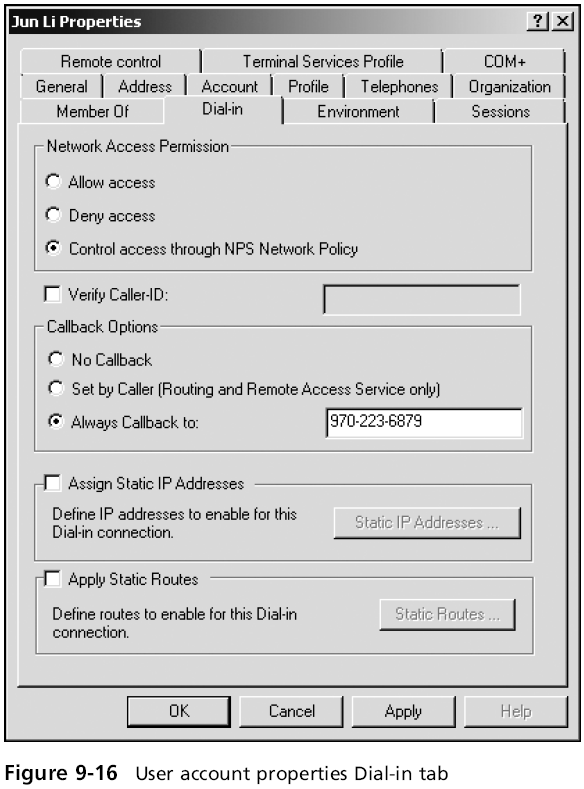 Jun Li Properties
Remote control Terminal Services Profile COM+
General Address Account Profile Telephones Organization
Member Of Dial-in Environment Sessions
Network Access Permission
Allow access
Deny access
Control access through NPS Network Policy
Verify Caller-ID:
Callback Options
No Callback
Set by Caller (Routing and Remote Access Service only)
Always Callback to: 970-223-6879
Assign Static IP Addresses
Define IP addresses to enable for this
Dial-in connection.
Static IP Addresses ...
Apply Static Routes
Define routes to enable for this Dial-in
connection.
Static Routes ...
OK Cancel Apply Help
Figure 9-16 User account properties Dial-in tab